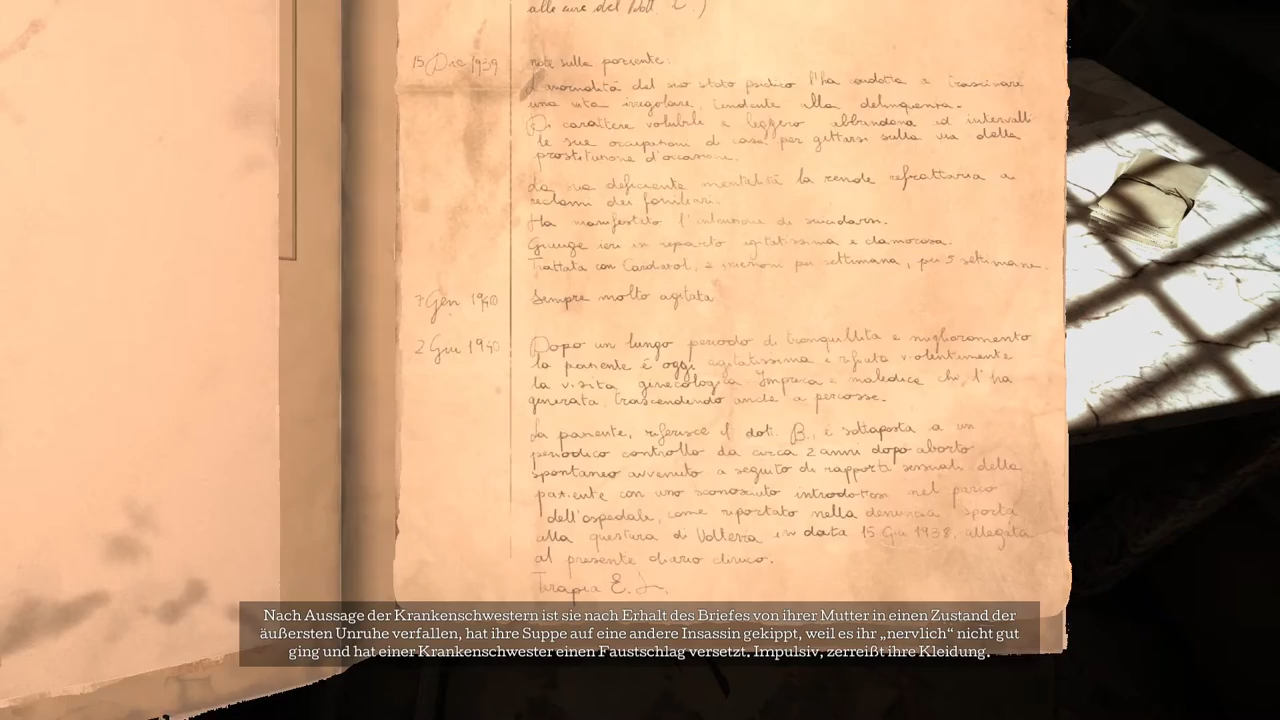 alle cure del Dott. L.)
15 Dic 1939
note sulla paziente:
L'anormalità del suo stato psichico l'ha condotta a trascinare
una vita irregolare, tendente alla delinquenza.
Di carattere volubile e leggero abbandona ad intervalli
le sue occupazioni di casa per gettarsi sulla via della
prostituzione d'occasione.
La sua deficiente mentalità la rende refrattaria a
reclami dei familiari.
Ha manifestato l'intenzione di suicidarsi.
Giunge ieri in reparto agitatissima e clamorosa.
Trattata con Cardiazol, 2 iniezioni per settimana, per 5 settimane.
7 Gen 1940
Sempre molto agitata
2 Giu 1940
Dopo un lungo periodo di tranquillità e miglioramento
la paziente è oggi agitatissima e rifiuta violentemente
la visita ginecologica. Impreca e maledice chi l'ha
generata, trascendendo anche a percosse.
La paziente, riferisce il dott. B., è sottoposta a un
periodico controllo da circa 2 anni dopo aborto
spontaneo avvenuto a seguito di rapporti sessuali della
paziente con uno sconosciuto introdottosi nel parco
dell'ospedale, come riportato nella denuncia sporta
alla questura di Volterra in data 15 Giu 1938, allegata
al presente diario clinico.
Terapia E.
Nach Aussage der Krankenschwestern ist sie nach Erhalt des Briefes von ihrer Mutter in einen Zustand der
äußersten Unruhe verfallen, hat ihre Suppe auf eine andere Insassin gekippt, weil es ihr „nervlich“ nicht gut
ging und hat einer Krankenschwester einen Faustschlag versetzt. Impulsiv, zerreißt ihre Kleidung.